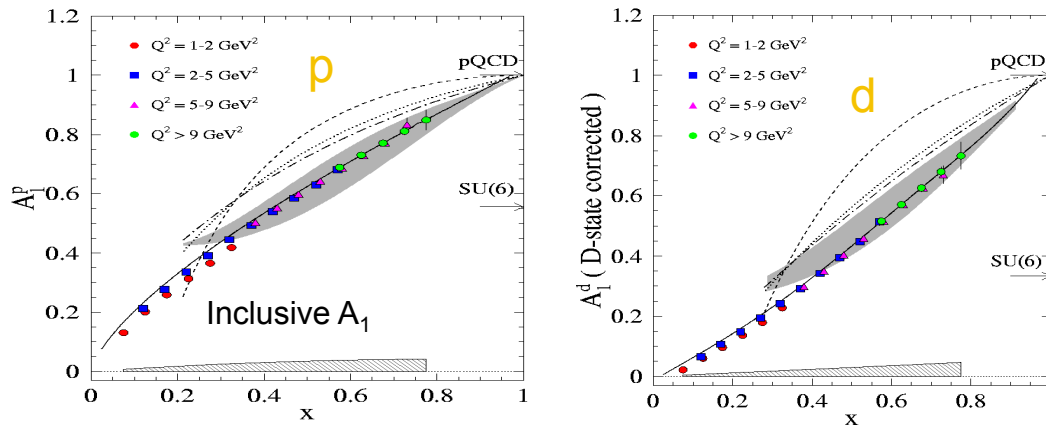 Q² = 1-2 GeV²
Q² = 2-5 GeV²
Q² = 5-9 GeV²
Q² > 9 GeV²
p
pQCD
SU(6)
Inclusive A₁
A₁ᵖ
1
0.8
0.6
0.4
0.2
0
0 0.2 0.4 0.6 0.8 1
x
Q² = 1-2 GeV²
Q² = 2-5 GeV²
Q² = 5-9 GeV²
Q² > 9 GeV²
d
pQCD
SU(6)
A₁ᵈ ( D-state corrected)
1
0.8
0.6
0.4
0.2
0
0 0.2 0.4 0.6 0.8
x